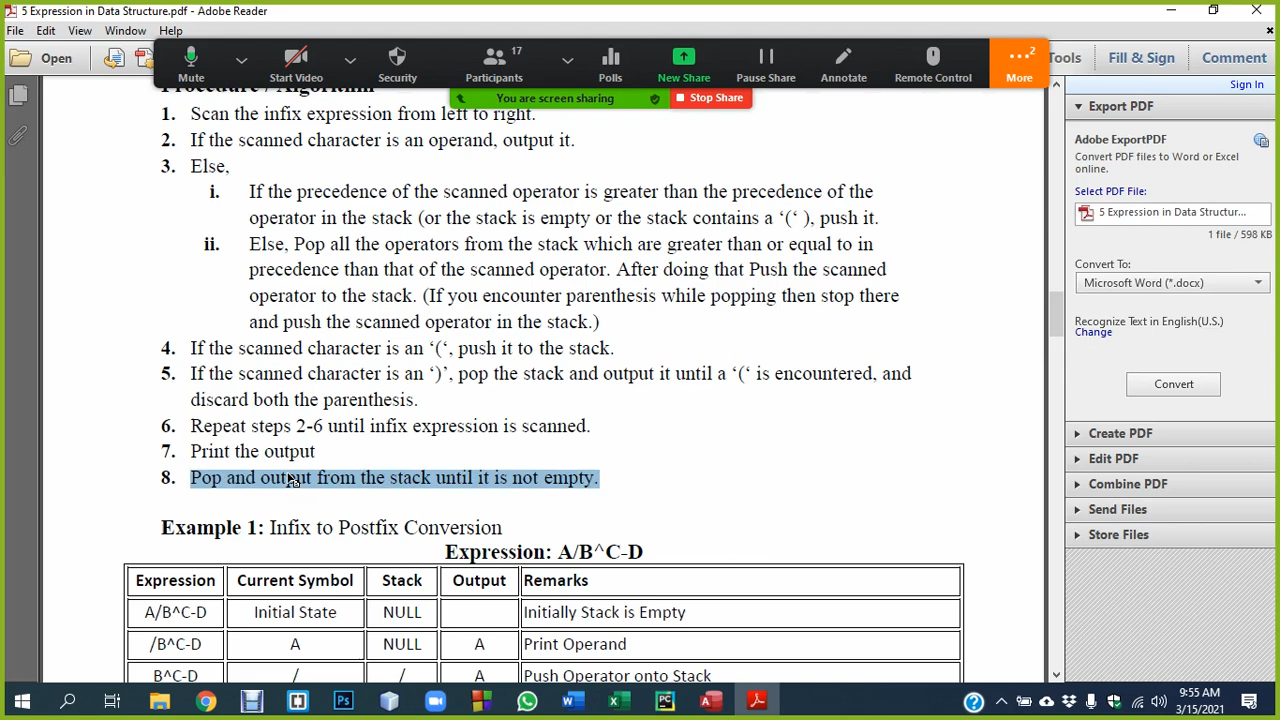 5 Expression in Data Structure.pdf - Adobe Reader
File Edit View Window Help
Open
Mute
Start Video
Security
17
Participants
Polls
New Share
Pause Share
Annotate
Remote Control
2
More
Tools
Fill & Sign
Comment
You are screen sharing
Stop Share
Sign In
Procedure / Algorithm
1. Scan the infix expression from left to right.
2. If the scanned character is an operand, output it.
3. Else,
i. If the precedence of the scanned operator is greater than the precedence of the
operator in the stack (or the stack is empty or the stack contains a ‘(‘ ), push it.
ii. Else, Pop all the operators from the stack which are greater than or equal to in
precedence than that of the scanned operator. After doing that Push the scanned
operator to the stack. (If you encounter parenthesis while popping then stop there
and push the scanned operator in the stack.)
4. If the scanned character is an ‘(‘, push it to the stack.
5. If the scanned character is an ‘)’, pop the stack and output it until a ‘(‘ is encountered, and
discard both the parenthesis.
6. Repeat steps 2-6 until infix expression is scanned.
7. Print the output
8. Pop and output from the stack until it is not empty.
Example 1: Infix to Postfix Conversion
Expression: A/B^C-D
Expression Current Symbol Stack Output Remarks
A/B^C-D Initial State NULL Initially Stack is Empty
/B^C-D A NULL A Print Operand
B^C-D / / A Push Operator onto Stack
Export PDF
Adobe ExportPDF
Convert PDF files to Word or Excel
online.
Select PDF File:
5 Expression in Data Structur...
1 file / 598 KB
Convert To:
Microsoft Word (*.docx)
Recognize Text in English(U.S.)
Change
Convert
Create PDF
Edit PDF
Combine PDF
Send Files
Store Files
9:55 AM
3/15/2021